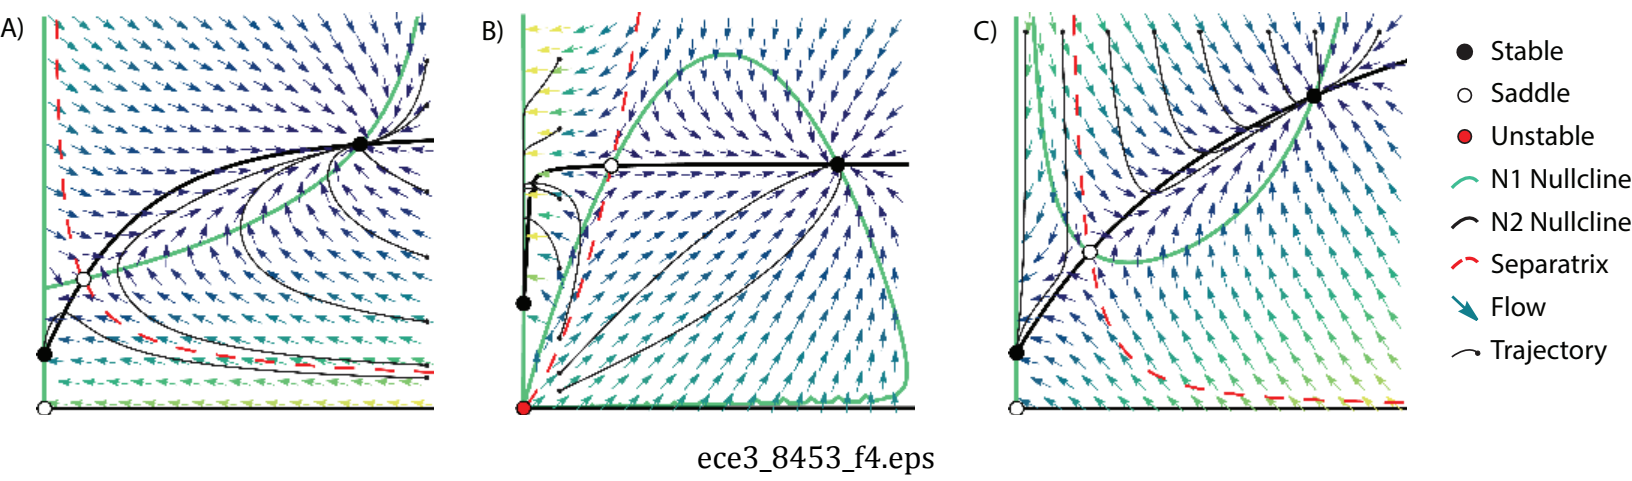 A)
B)
C)
Stable
Saddle
Unstable
N1 Nullcline
N2 Nullcline
Separatrix
Flow
Trajectory
ece3_8453_f4.eps